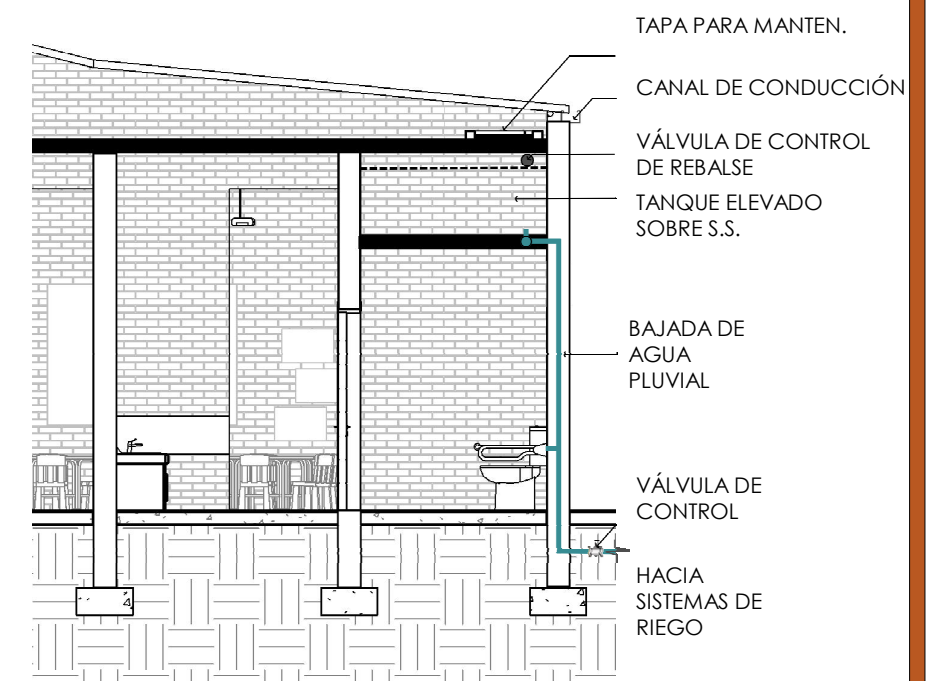 TAPA PARA MANTEN.
CANAL DE CONDUCCIÓN
VÁLVULA DE CONTROL
DE REBALSE
TANQUE ELEVADO
SOBRE S.S.
BAJADA DE
AGUA
PLUVIAL
VÁLVULA DE
CONTROL
HACIA
SISTEMAS DE
RIEGO